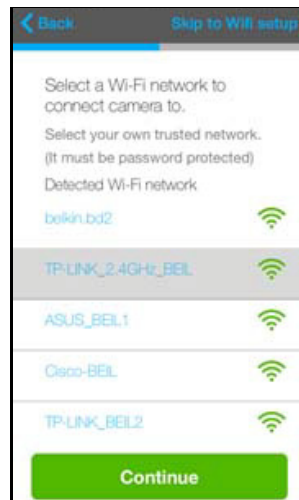 Back Skip to Wifi setup
Select a Wi-Fi network to
connect camera to.
Select your own trusted network.
(It must be password protected)
Detected Wi-Fi network
belkin.bd2
TP-LINK_2.4GHz_BEIL
ASUS_BEIL1
Cisco-BEIL
TP-LINK_BEIL2
Continue